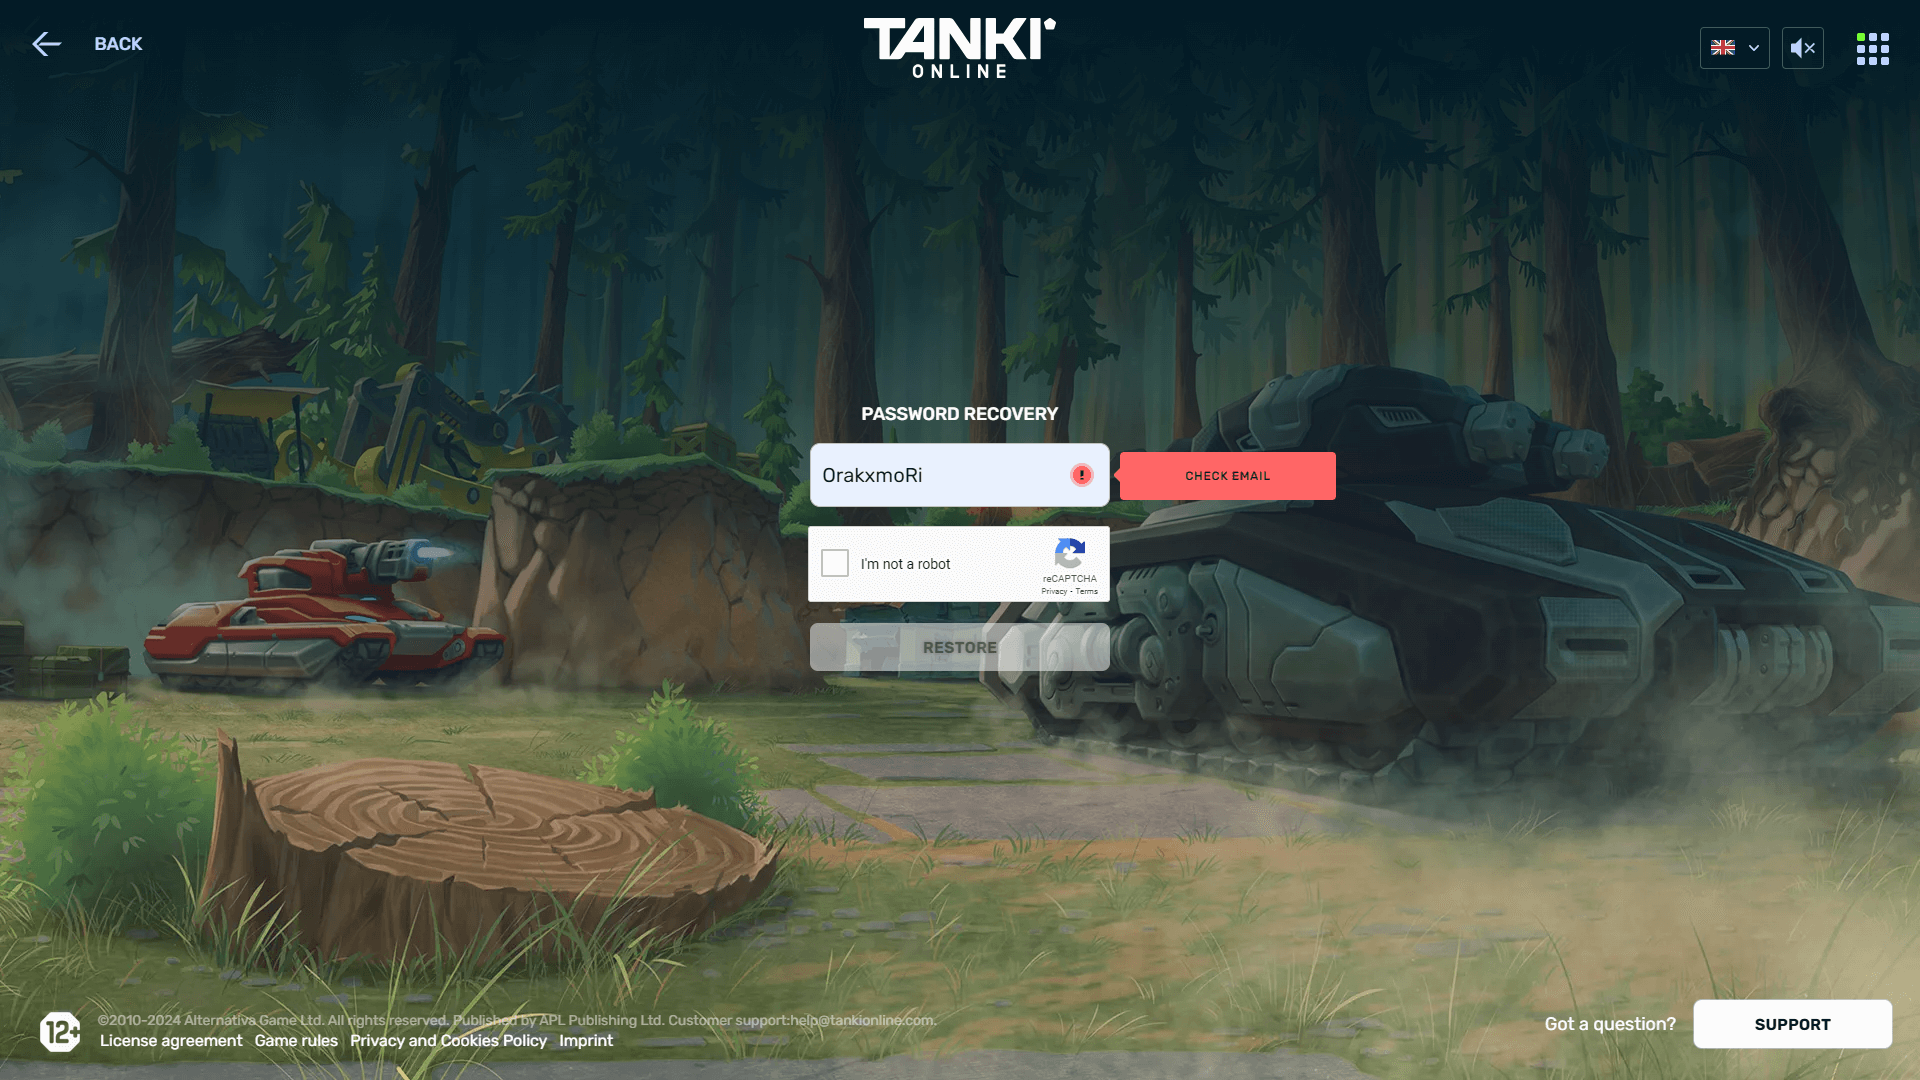 BACK
TANKI
ONLINE
PASSWORD RECOVERY
OrakxmoRi
CHECK EMAIL
I'm not a robot
reCAPTCHA
Privacy - Terms
RESTORE
12+
©2010-2024 Alternativa Game Ltd. All rights reserved. Published by APL Publishing Ltd. Customer support:help@tankionline.com.
License agreement Game rules Privacy and Cookies Policy Imprint
Got a question?
SUPPORT